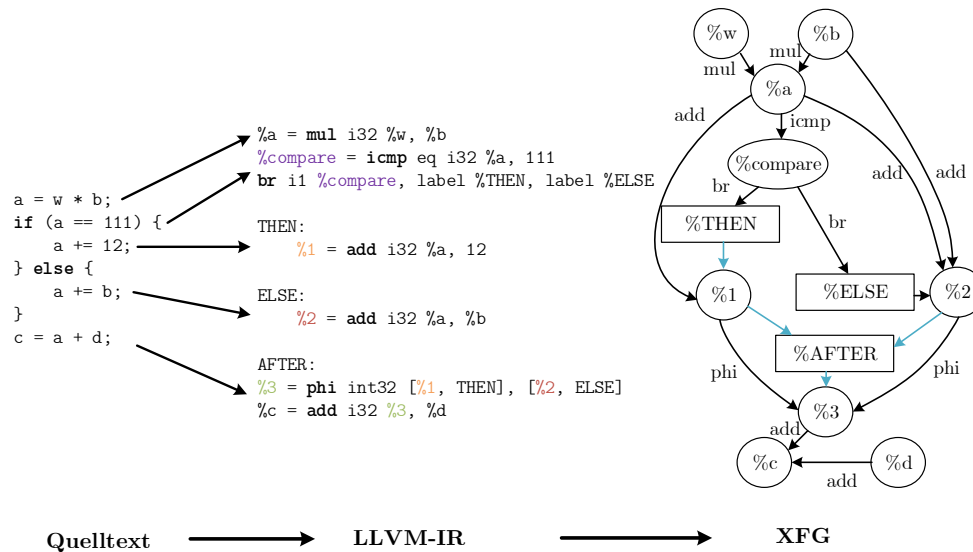 a = w * b;
if (a == 111) {
    a += 12;
} else {
    a += b;
}
c = a + d;
%a = mul i32 %w, %b
%compare = icmp eq i32 %a, 111
br i1 %compare, label %THEN, label %ELSE
THEN:
    %1 = add i32 %a, 12
ELSE:
    %2 = add i32 %a, %b
AFTER:
%3 = phi int32 [%1, THEN], [%2, ELSE]
%c = add i32 %3, %d
%w
%b
mul
mul
%a
add
icmp
%compare
add
add
br
%THEN
br
%1
%ELSE
%2
%AFTER
phi
phi
%3
add
%c
%d
add
Quelltext
LLVM-IR
XFG